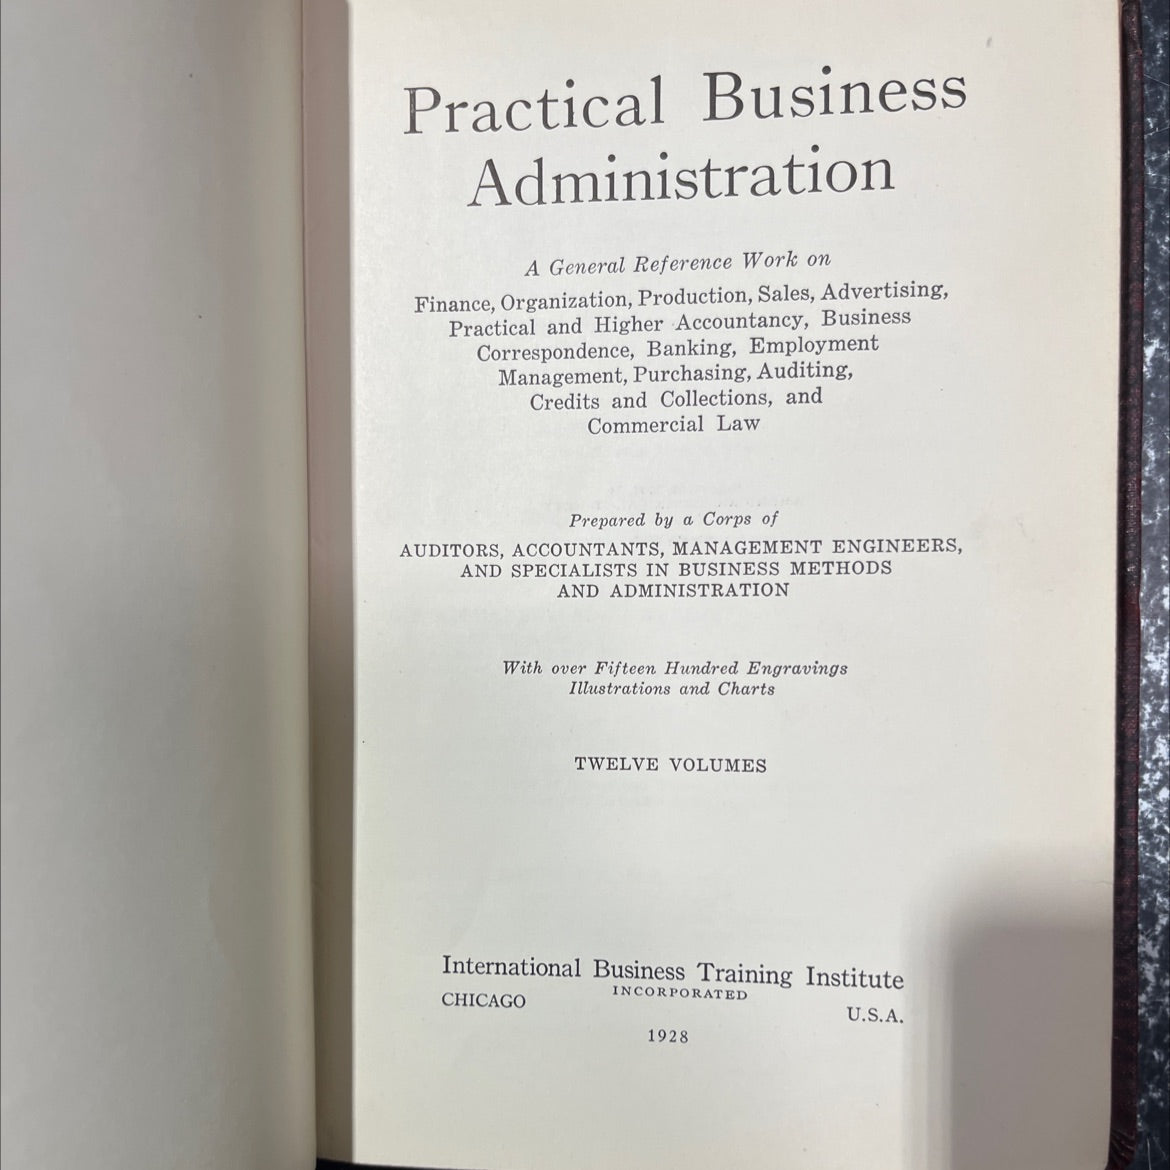 Practical Business
Administration
A General Reference Work on
Finance, Organization, Production, Sales, Advertising,
Practical and Higher Accountancy, Business
Correspondence, Banking, Employment
Management, Purchasing, Auditing,
Credits and Collections, and
Commercial Law
Prepared by a Corps of
AUDITORS, ACCOUNTANTS, MANAGEMENT ENGINEERS,
AND SPECIALISTS IN BUSINESS METHODS
AND ADMINISTRATION
With over Fifteen Hundred Engravings
Illustrations and Charts
TWELVE VOLUMES
International Business Training Institute
INCORPORATED
CHICAGO U.S.A.
1928